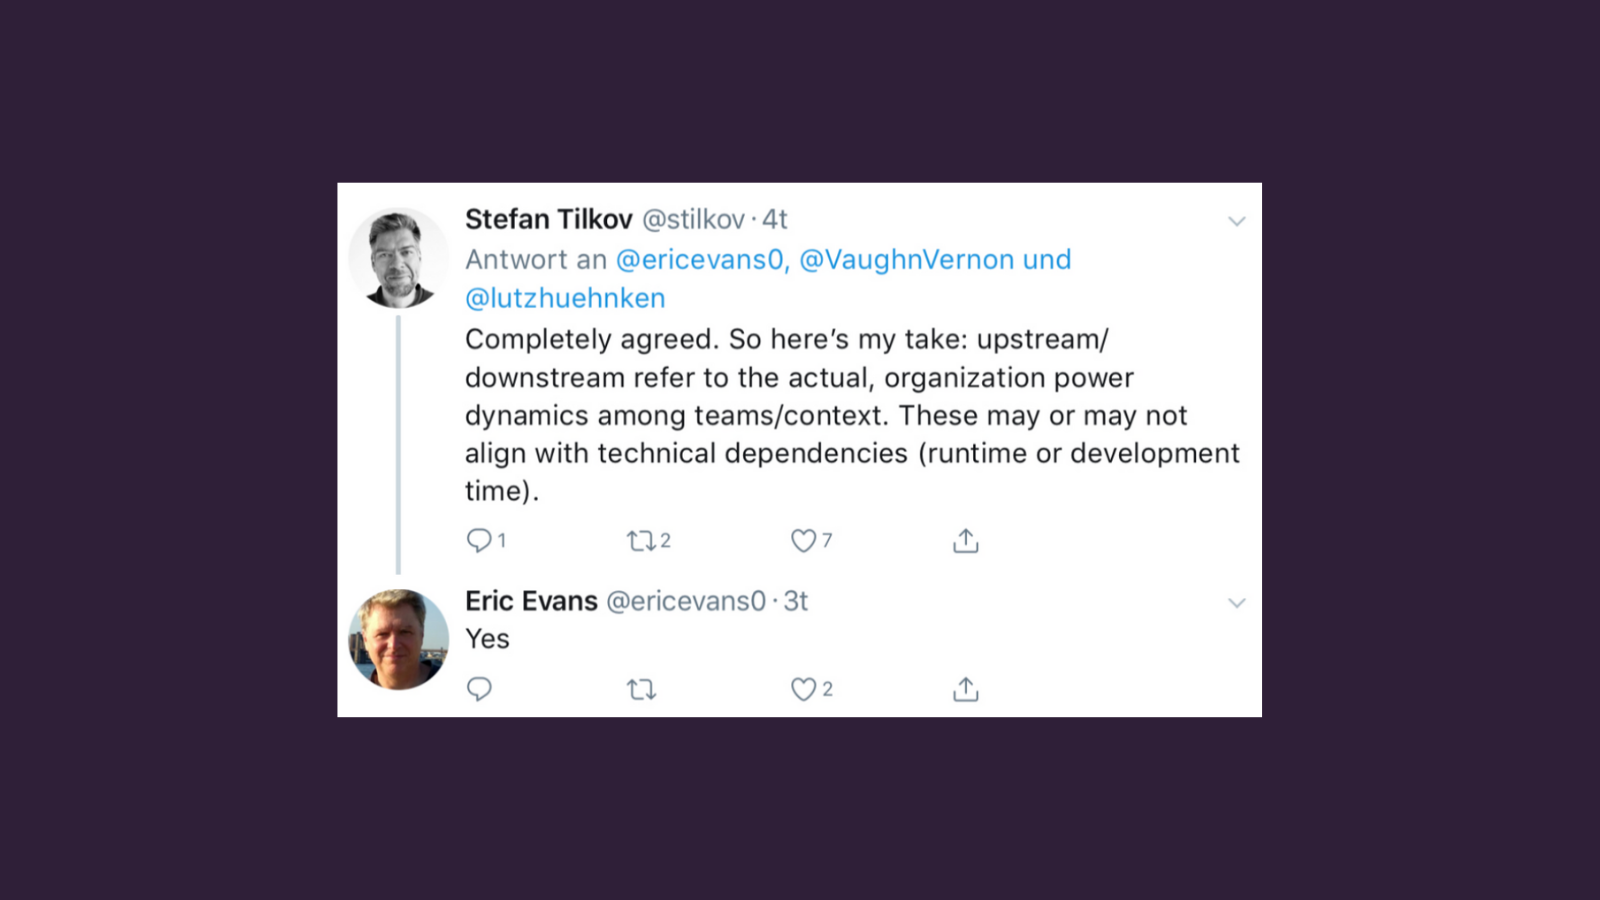 Stefan Tilkov @stilkov · 4t
Antwort an @ericevans0, @VaughnVernon und
@lutzhuehnken
Completely agreed. So here’s my take: upstream/
downstream refer to the actual, organization power
dynamics among teams/context. These may or may not
align with technical dependencies (runtime or development
time).
1 2 7
Eric Evans @ericevans0 · 3t
Yes
2